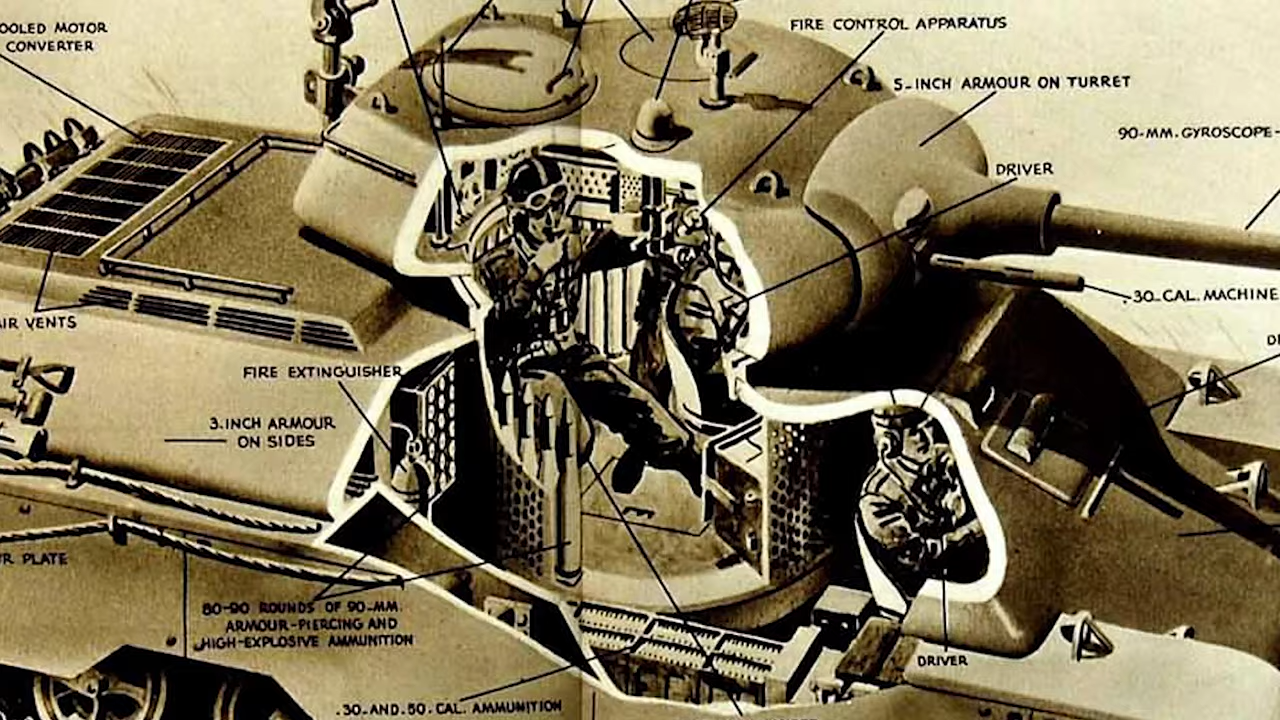 OOLED MOTOR
CONVERTER
FIRE CONTROL APPARATUS
5-INCH ARMOUR ON TURRET
90-MM. GYROSCOPE-
DRIVER
.30-CAL. MACHINE
AIR VENTS
FIRE EXTINGUISHER
3.INCH ARMOUR
ON SIDES
R PLATE
80-90 ROUNDS OF 90-MM.
ARMOUR-PIERCING AND
HIGH-EXPLOSIVE AMMUNITION
DRIVER
.30-AND.50-CAL. AMMUNITION